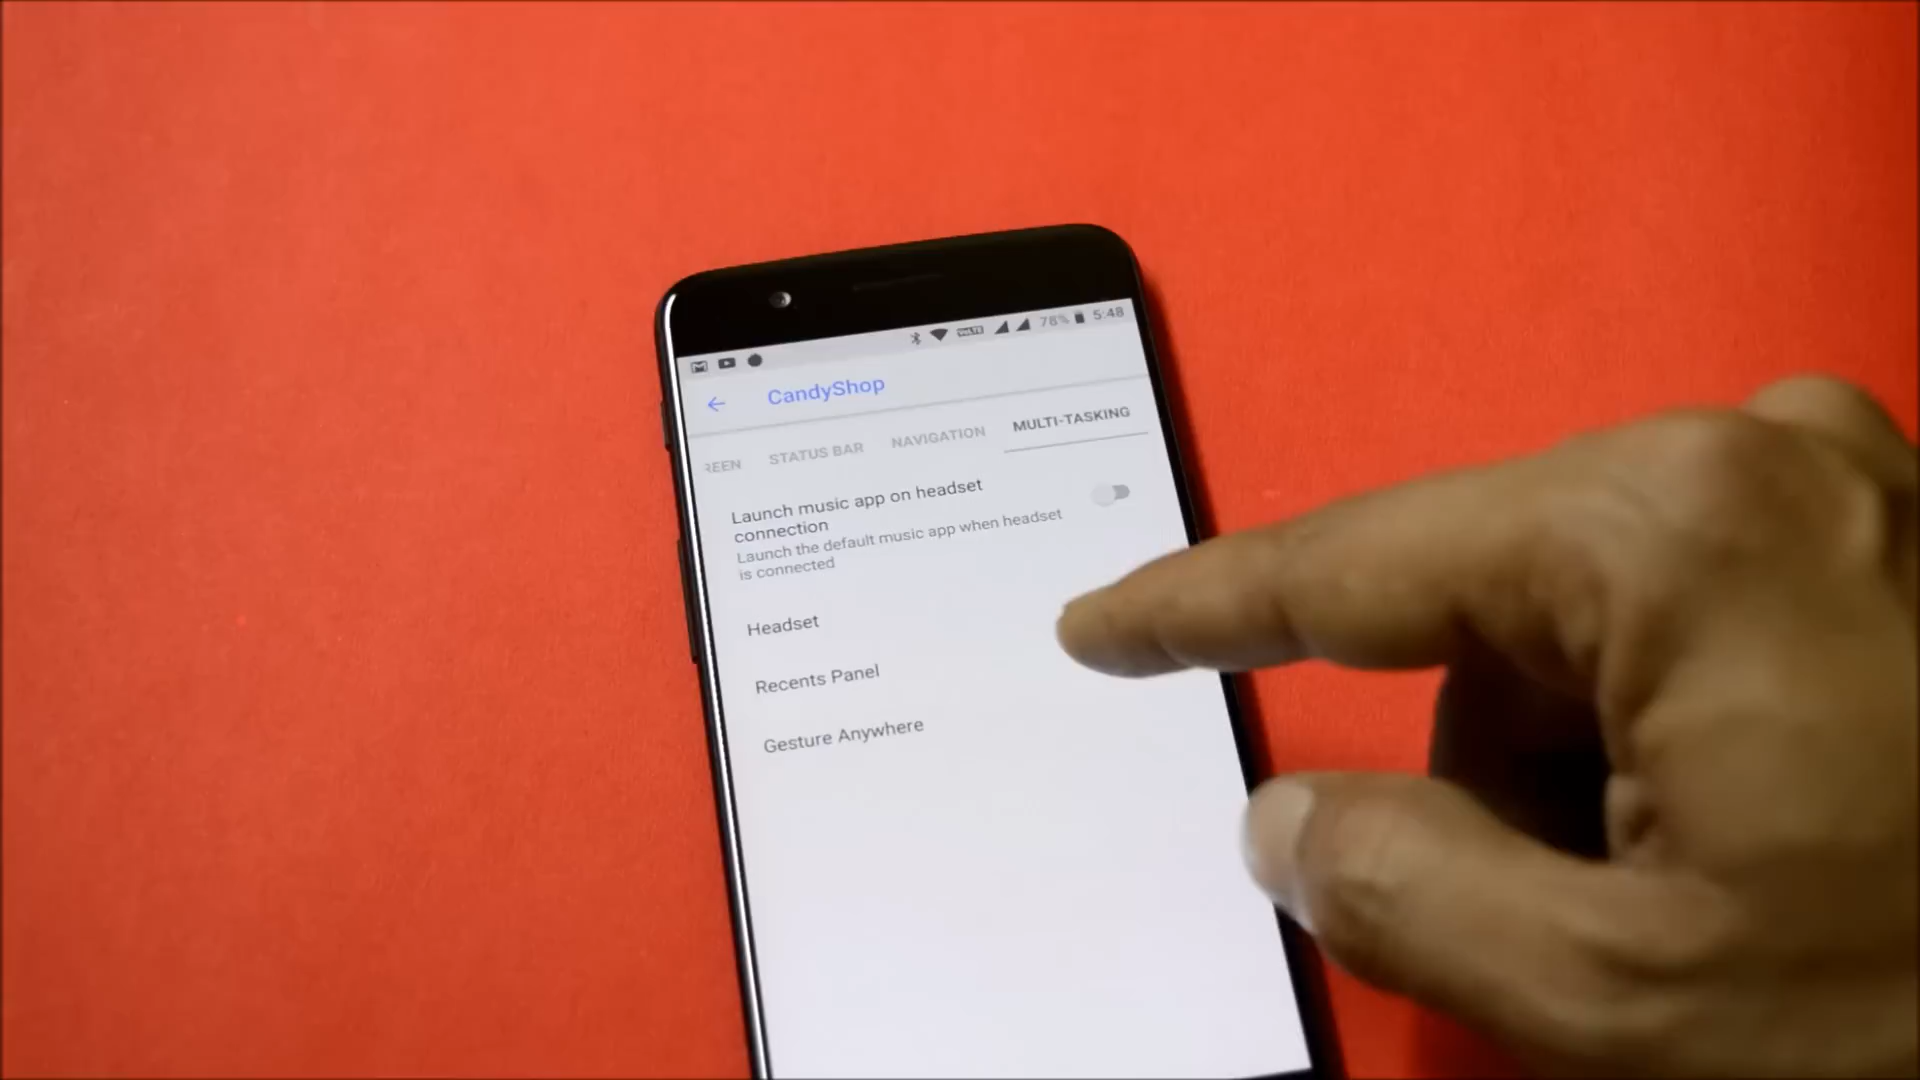 VoLTE 78% 5:48
CandyShop
REEN STATUS BAR NAVIGATION MULTI-TASKING
Launch music app on headset
connection
Launch the default music app when headset
is connected
Headset
Recents Panel
Gesture Anywhere